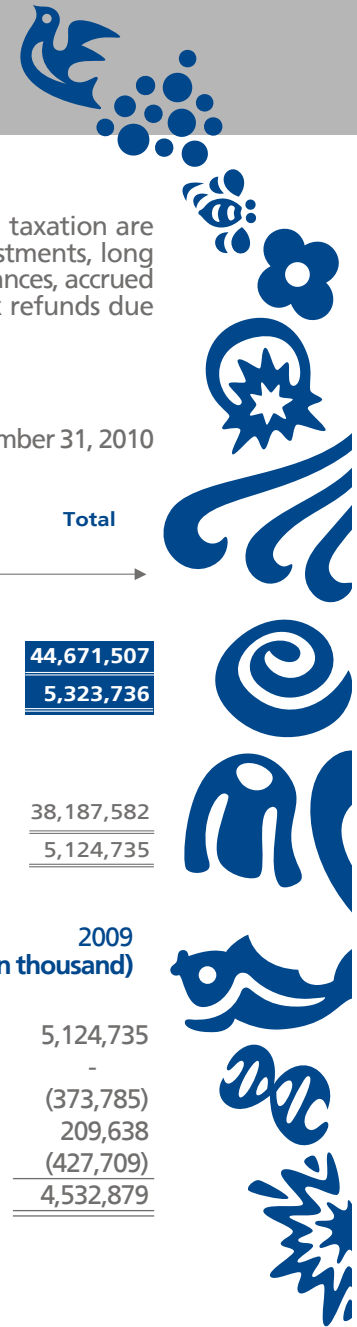 taxation are
stments, long
ances, accrued
refunds due
mber 31, 2010
Total
44,671,507
5,323,736
38,187,582
5,124,735
2009
n thousand)
5,124,735
-
(373,785)
209,638
(427,709)
4,532,879